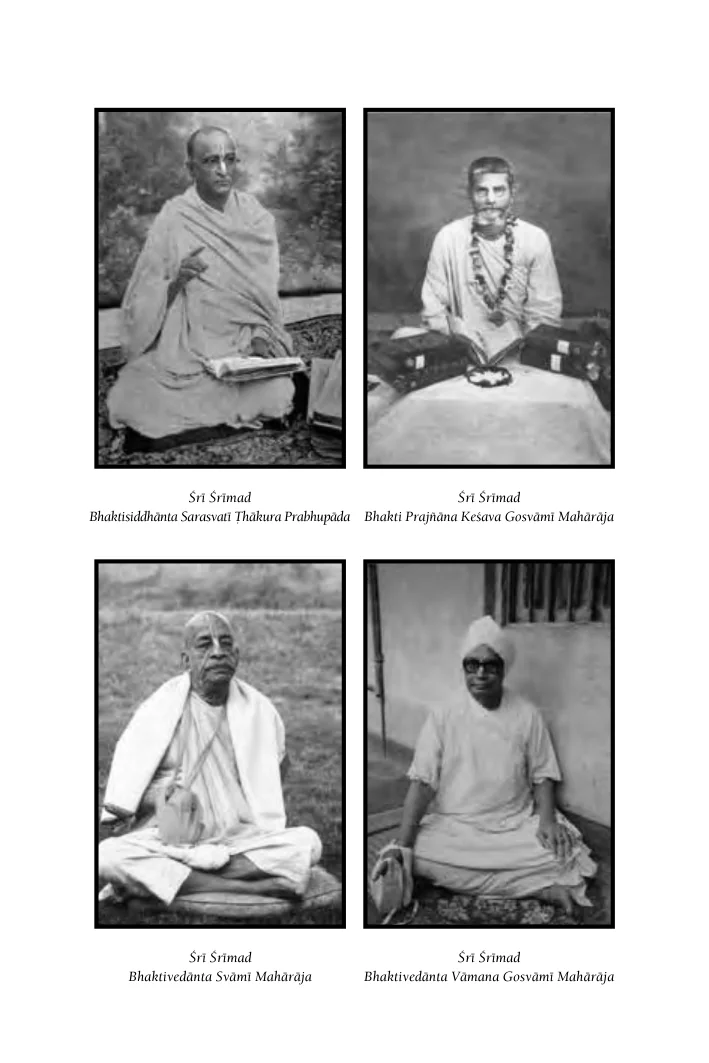 Śrī Śrīmad
Bhaktisiddhānta Sarasvatī Ṭhākura Prabhupāda
Śrī Śrīmad
Bhakti Prajñāna Keśava Gosvāmī Mahārāja
Śrī Śrīmad
Bhaktivedānta Svāmī Mahārāja
Śrī Śrīmad
Bhaktivedānta Vāmana Gosvāmī Mahārāja